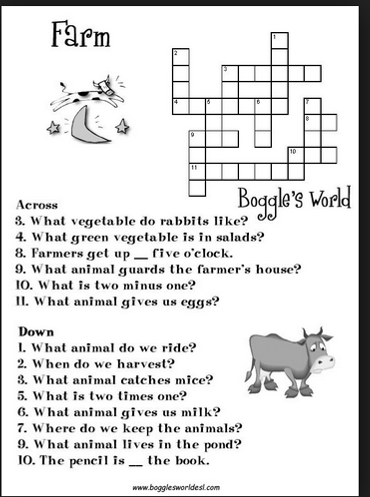 Farm
1
2
3
4 5 6 7
8
9
10
11
Boggle's World
Across
3. What vegetable do rabbits like?
4. What green vegetable is in salads?
8. Farmers get up __ five o'clock.
9. What animal guards the farmer's house?
10. What is two minus one?
11. What animal gives us eggs?
Down
1. What animal do we ride?
2. When do we harvest?
3. What animal catches mice?
5. What is two times one?
6. What animal gives us milk?
7. Where do we keep the animals?
9. What animal lives in the pond?
10. The pencil is __ the book.
www.bogglesworldesl.com